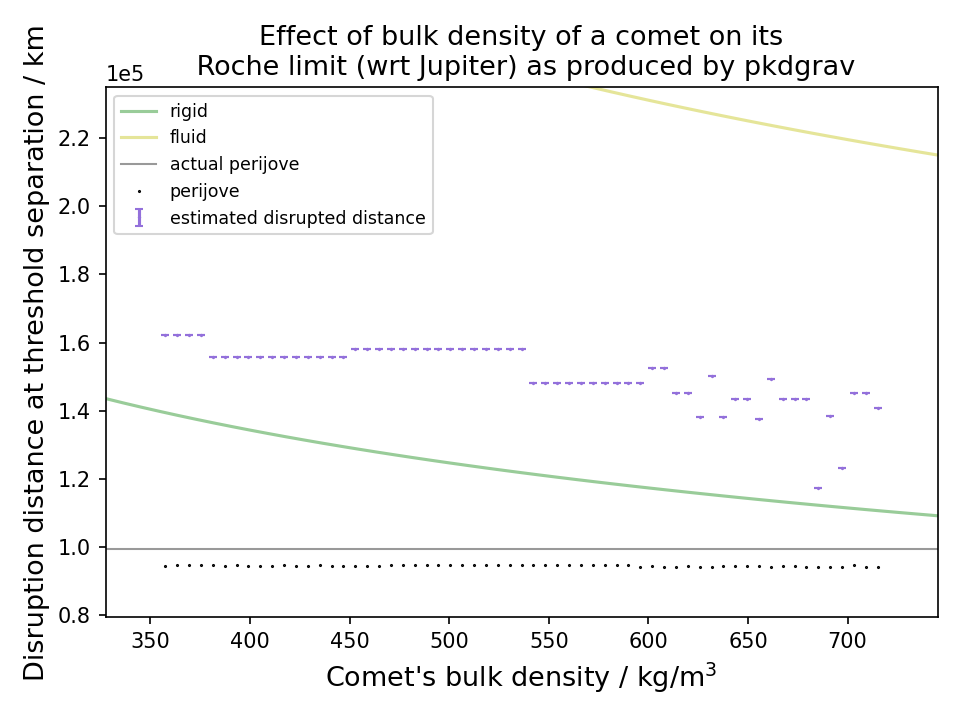 Effect of bulk density of a comet on its
Roche limit (wrt Jupiter) as produced by pkdgrav
1e5
rigid
fluid
actual perijove
perijove
estimated disrupted distance
Disruption distance at threshold separation / km
2.2
2.0
1.8
1.6
1.4
1.2
1.0
0.8
350 400 450 500 550 600 650 700
Comet's bulk density / kg/m³